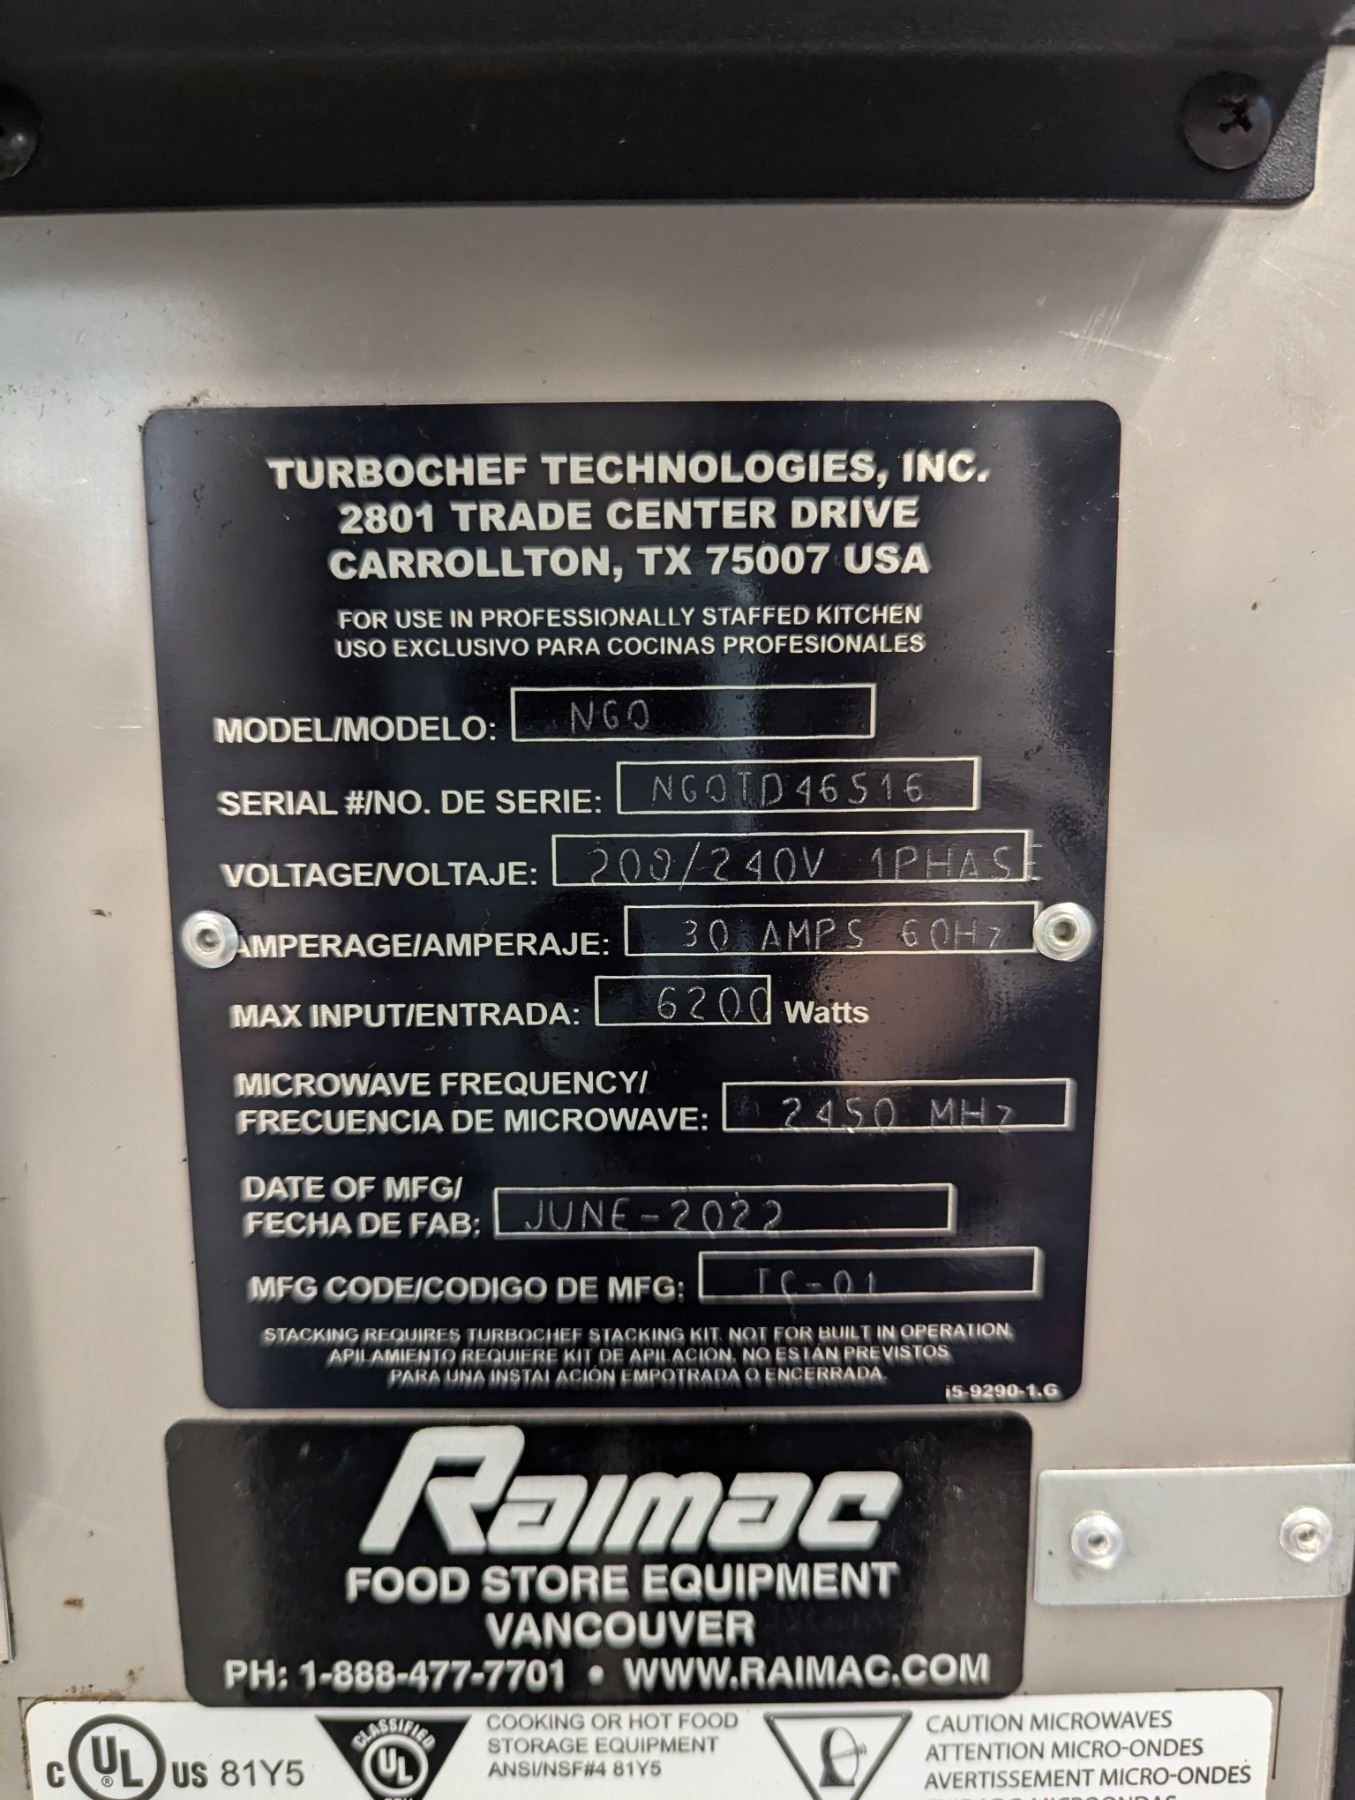 TURBOCHEF TECHNOLOGIES, INC.
2801 TRADE CENTER DRIVE
CARROLLTON, TX 75007 USA
FOR USE IN PROFESSIONALLY STAFFED KITCHEN
USO EXCLUSIVO PARA COCINAS PROFESIONALES
MODEL/MODELO: NGO
SERIAL #/NO. DE SERIE: NGOTD46516
VOLTAGE/VOLTAJE: 208/240V 1PHASE
AMPERAGE/AMPERAJE: 30 AMPS 60Hz
MAX INPUT/ENTRADA: 6200 Watts
MICROWAVE FREQUENCY/
FRECUENCIA DE MICROWAVE: 2450 MHz
DATE OF MFG/
FECHA DE FAB: JUNE-2022
MFG CODE/CODIGO DE MFG: TC-01
STACKING REQUIRES TURBOCHEF STACKING KIT. NOT FOR BUILT IN OPERATION.
APILAMIENTO REQUIERE KIT DE APILACION. NO ESTAN PREVISTOS
PARA UNA INSTALACIÓN EMPOTRADA O ENCERRADA.
i5-9290-1.G
Raimac
FOOD STORE EQUIPMENT
VANCOUVER
PH: 1-888-477-7701 • WWW.RAIMAC.COM
C UL ® US 81Y5
CLASSIFIED
UL
COOKING OR HOT FOOD
STORAGE EQUIPMENT
ANSI/NSF#4 81Y5
CAUTION MICROWAVES
ATTENTION MICRO-ONDES
AVERTISSEMENT MICRO-ONDES